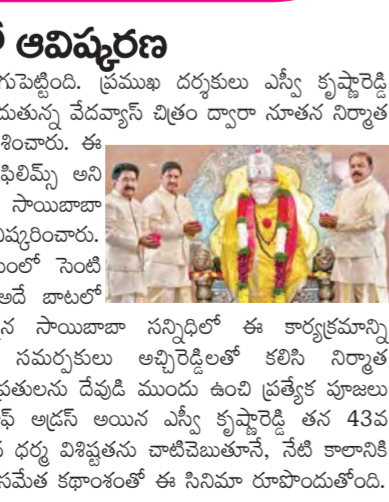 ఆవిష్కరణ
గుపెట్టింది. ప్రముఖ దర్శకులు ఎస్వీ కృష్ణారెడ్డి
దుతున్న వేదవ్యాస్ చిత్రం ద్వారా నూతన నిర్మాత
శించారు. ఈ
ఫిలిమ్స్ అని
సాయిబాబా
విష్కరించారు.
సంలో సెంటి
అదే బాటలో
న సాయిబాబా సన్నిధిలో ఈ కార్యక్రమాన్ని
సమర్పకులు అచ్చిరెడ్డిలతో కలిసి నిర్మాత
ప్రతులను దేవుడి ముందు ఉంచి ప్రత్యేక పూజలు
ఫ్ అడ్రస్ అయిన ఎస్వీ కృష్ణారెడ్డి తన 43వ
ధర్మ విశిష్టతను చాటిచెబుతూనే, నేటి కాలానికి
సమేత కథాంశంతో ఈ సినిమా రూపొందుతోంది.